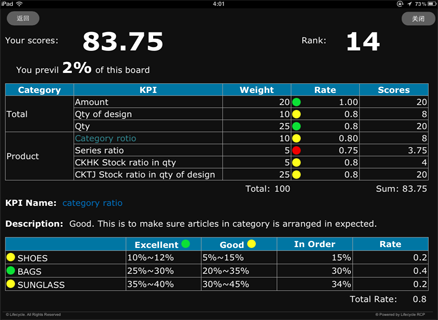 iPad 4:01 73%
返回 关闭
Your scores: 83.75 Rank: 14
You previl 2% of this board
Category KPI Weight Rate Scores
Total Amount 20 1.00 20
Qty of design 10 0.8 8
Qty 25 0.8 20
Product Category ratio 10 0.80 8
Series ratio 5 0.75 3.75
CKHK Stock ratio in qty 5 0.8 4
CKTJ Stock ratio in qty of design 25 0.8 20
Total: 100 Sum: 83.75
KPI Name: category ratio
Description: Good. This is to make sure articles in category is arranged in expected.
Excellent Good In Order Rate
SHOES 10%~12% 5%~15% 15% 0.2
BAGS 25%~30% 20%~35% 30% 0.4
SUNGLASS 35%~40% 30%~45% 34% 0.2
Total Rate: 0.8
© Lifecycle. All Rights Reserved. © Powered by Lifecycle RCP